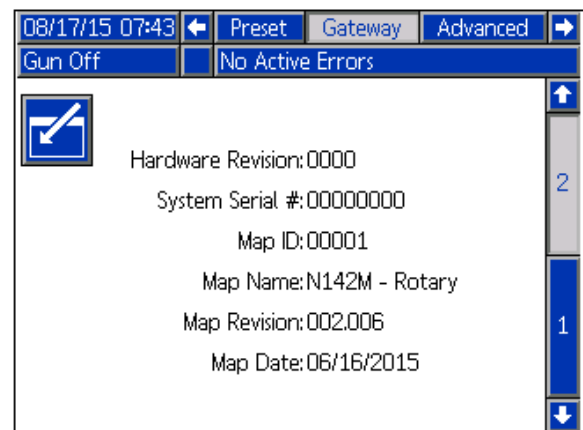 08/17/15 07:43 Preset Gateway Advanced
Gun Off No Active Errors
Hardware Revision: 0000
System Serial #: 00000000
Map ID: 00001
Map Name: N142M - Rotary
Map Revision: 002.006
Map Date: 06/16/2015
2
1